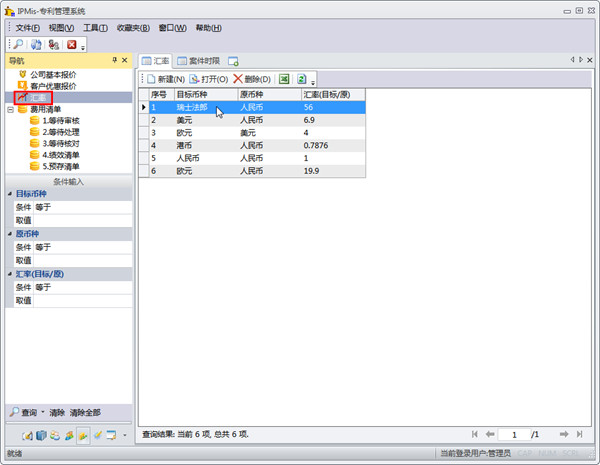 IPMis-专利管理系统
文件(F) 视图(V) 工具(T) 收藏夹(B) 窗口(W) 帮助(H)
导航
公司基本报价
客户优惠报价
汇率
费用清单
1.等待审核
2.等待处理
3.等待核对
4.绩效清单
5.预存清单
条件输入
目标币种
条件 等于
取值
原币种
条件 等于
取值
汇率(目标/原)
条件 等于
取值
查询 清除 清除全部
汇率 案件时限
新建(N) 打开(O) 删除(D)
序号 目标币种 原币种 汇率(目标/原)
1 瑞士法郎 人民币 56
2 美元 人民币 6.9
3 欧元 美元 4
4 港币 人民币 0.7876
5 人民币 人民币 1
6 欧元 人民币 19.9
查询结果: 当前 6 项, 总共 6 项.
1 /1
就绪
当前登录用户:管理员 CAP NUM SCRL